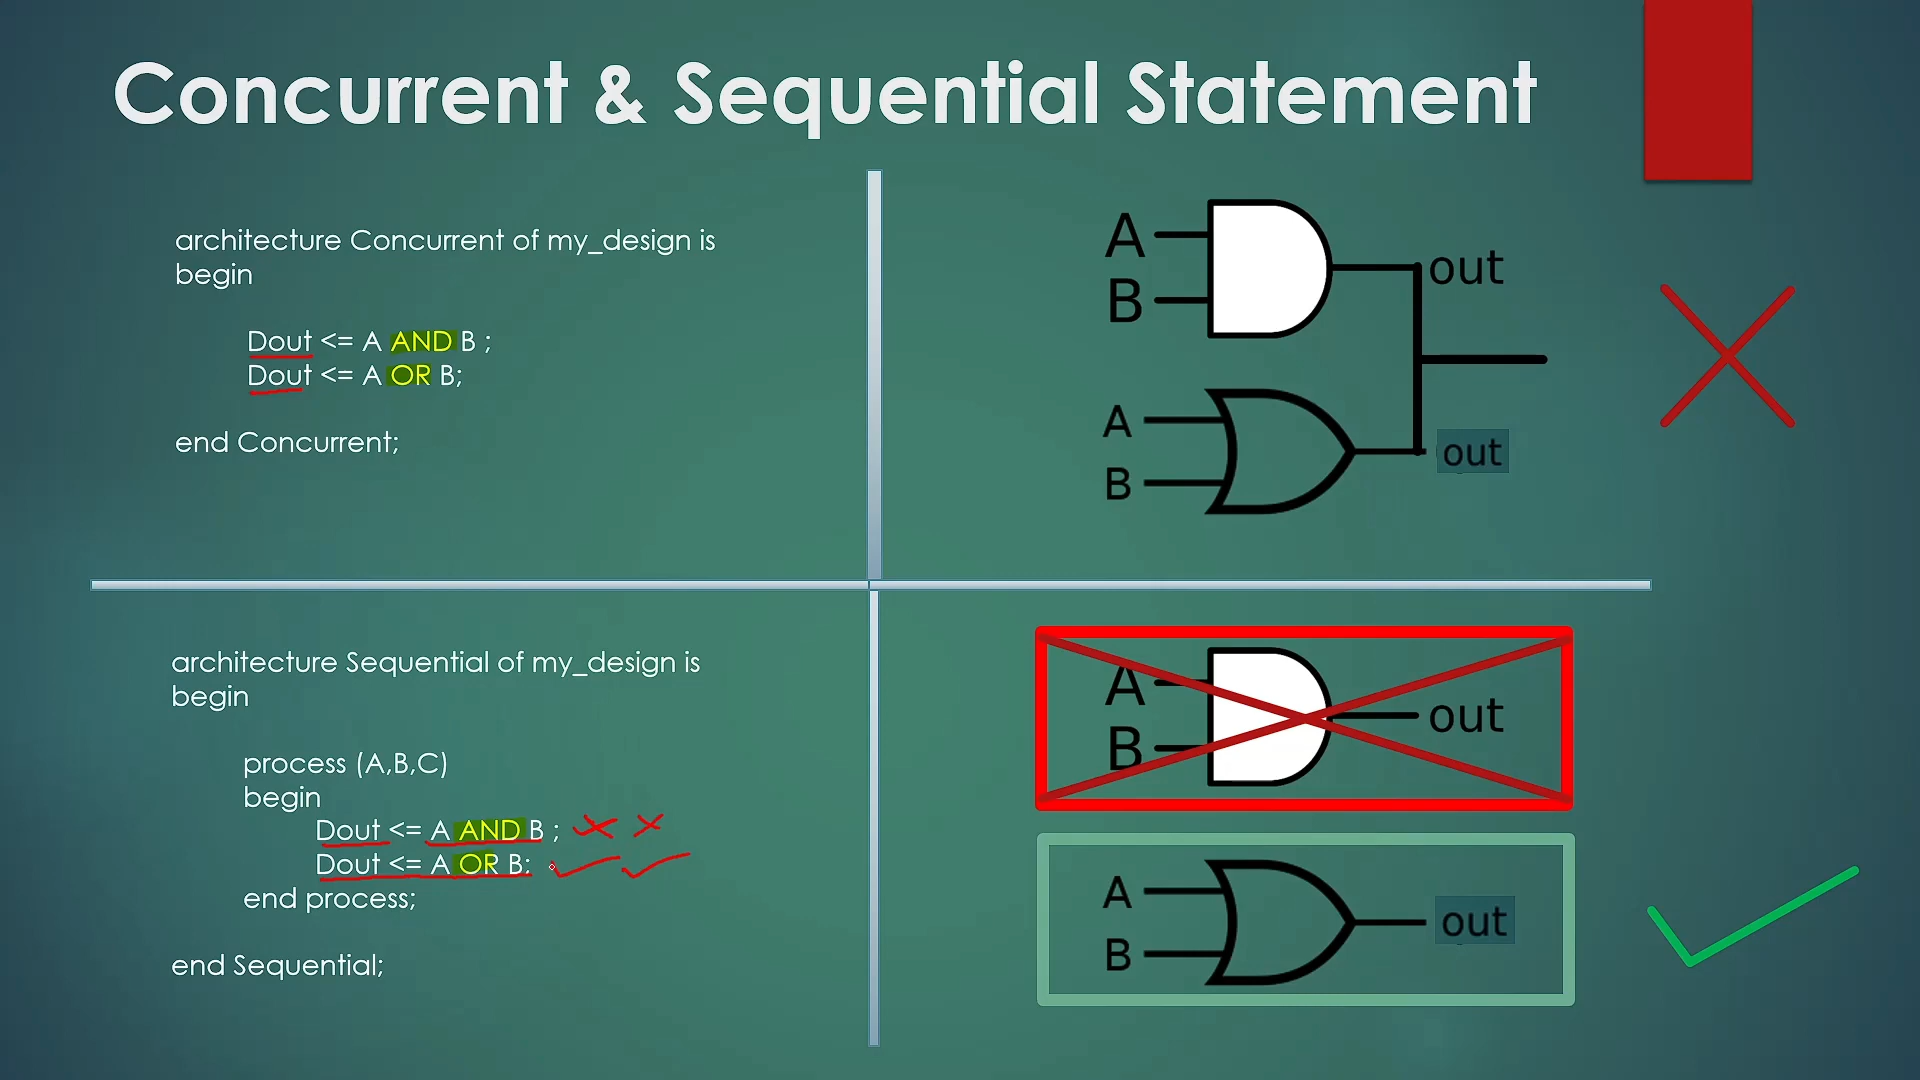 Concurrent & Sequential Statement
architecture Concurrent of my_design is
begin
Dout <= A AND B ;
Dout <= A OR B;
end Concurrent;
A
B
out
A
B
out
architecture Sequential of my_design is
begin
process (A,B,C)
begin
Dout <= A AND B ;
Dout <= A OR B;
end process;
end Sequential;
A
B
out
A
B
out